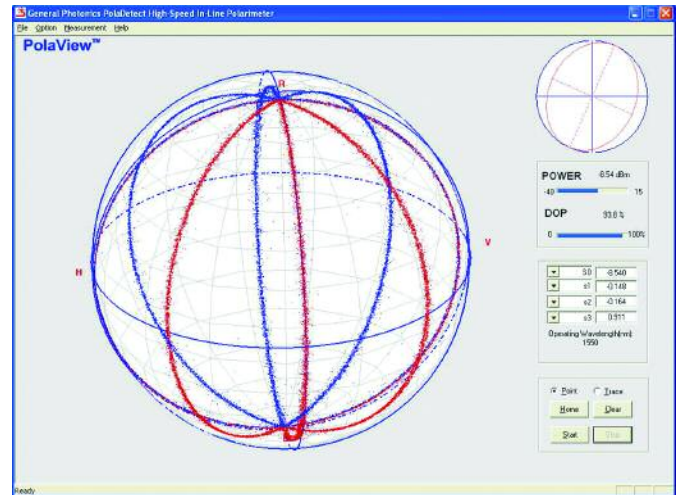 General Photonics PolaDetect High-Speed In-Line Polarimeter
File Option Measurement Help
PolaView™
R
H
V
POWER -8.54 dBm
-40 15
DOP 93.8 %
0 100%
S0 -8.540
s1 -0.148
s2 -0.164
s3 0.911
Operating Wavelength(nm):
1550
Point Trace
Home Clear
Start Stop
Ready